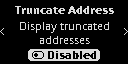 Truncate Address
Display truncated
addresses
Disabled